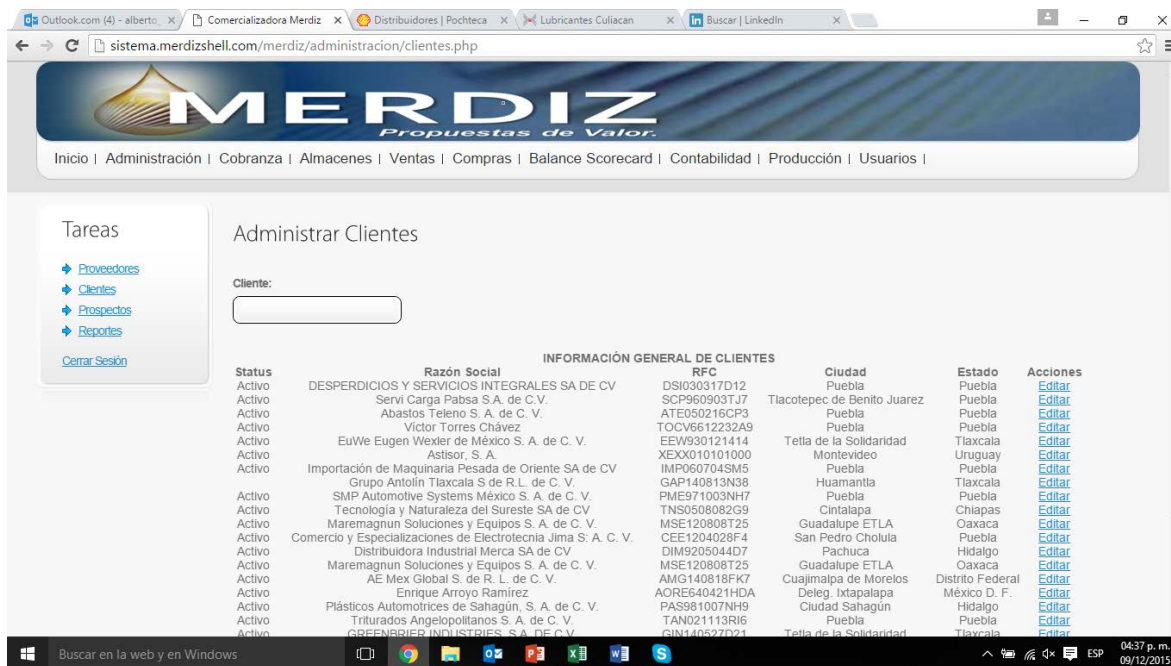 Outlook.com (4) - alberto_
Comercializadora Merdiz
Distribuidores | Pochteca
Lubricantes Culiacan
Buscar | LinkedIn
sistema.merdizshell.com/merdiz/administracion/clientes.php
MERDIZ
Propuestas de Valor.
Inicio | Administración | Cobranza | Almacenes | Ventas | Compras | Balance Scorecard | Contabilidad | Producción | Usuarios |
Tareas
Proveedores
Clientes
Prospectos
Reportes
Cerrar Sesión
Administrar Clientes
Cliente:
INFORMACIÓN GENERAL DE CLIENTES
Status Razón Social RFC Ciudad Estado Acciones
Activo DESPERDICIOS Y SERVICIOS INTEGRALES SA DE CV DSI030317D12 Puebla Puebla Editar
Activo Servi Carga Pabsa S.A. de C.V. SCP960903TJ7 Tlacotepec de Benito Juarez Puebla Editar
Activo Abastos Teleno S. A. de C. V. ATE050216CP3 Puebla Puebla Editar
Activo Víctor Torres Chávez TOCV6612232A9 Puebla Puebla Editar
Activo EuWe Eugen Wexler de México S. A. de C. V. EEW930121414 Tetla de la Solidaridad Tlaxcala Editar
Activo Astisor, S. A. XEXX010101000 Montevideo Uruguay Editar
Activo Importación de Maquinaria Pesada de Oriente SA de CV IMP060704SM5 Puebla Puebla Editar
Grupo Antolín Tlaxcala S de R.L. de C. V. GAP140813N38 Huamantla Tlaxcala Editar
Activo SMP Automotive Systems México S. A. de C. V. PME971003NH7 Puebla Puebla Editar
Activo Tecnología y Naturaleza del Sureste SA de CV TNS0508082G9 Cintalapa Chiapas Editar
Activo Maremagnun Soluciones y Equipos S. A. de C. V. MSE120808T25 Guadalupe ETLA Oaxaca Editar
Activo Comercio y Especializaciones de Electrotecnia Jima S: A. C. V. CEE1204028F4 San Pedro Cholula Puebla Editar
Activo Distribuidora Industrial Merca SA de CV DIM9205044D7 Pachuca Hidalgo Editar
Activo Maremagnun Soluciones y Equipos S. A. de C. V. MSE120808T25 Guadalupe ETLA Oaxaca Editar
Activo AE Mex Global S. de R. L. de C. V. AMG140818FK7 Cuajimalpa de Morelos Distrito Federal Editar
Activo Enrique Arroyo Ramírez AORE640421HDA Deleg. Ixtapalapa México D. F. Editar
Activo Plásticos Automotrices de Sahagún, S. A. de C. V. PAS981007NH9 Ciudad Sahagún Hidalgo Editar
Activo Triturados Angelopolitanos S. A. de C. V. TAN021113RI6 Puebla Puebla Editar
Activo GREENBRIER INDUSTRIES, S.A. DE C.V. GIN140527D21 Tetla de la Solidaridad Tlaxcala Editar
Buscar en la web y en Windows
ESP
04:37 p. m.
09/12/2015